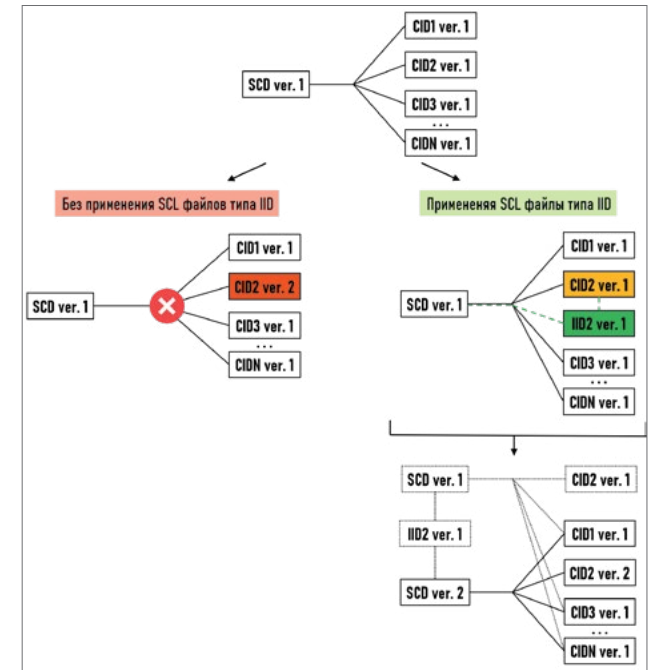 CID1 ver. 1
CID2 ver. 1
SCD ver. 1
CID3 ver. 1
...
CIDN ver. 1
Без применения SCL файлов типа IID
CID1 ver. 1
CID2 ver. 2
SCD ver. 1
CID3 ver. 1
...
CIDN ver. 1
Примененяя SCL файлы типа IID
CID1 ver. 1
CID2 ver. 1
SCD ver. 1
IID2 ver. 1
CID3 ver. 1
...
CIDN ver. 1
SCD ver. 1
CID2 ver. 1
IID2 ver. 1
CID1 ver. 1
CID2 ver. 2
SCD ver. 2
CID3 ver. 1
...
CIDN ver. 1